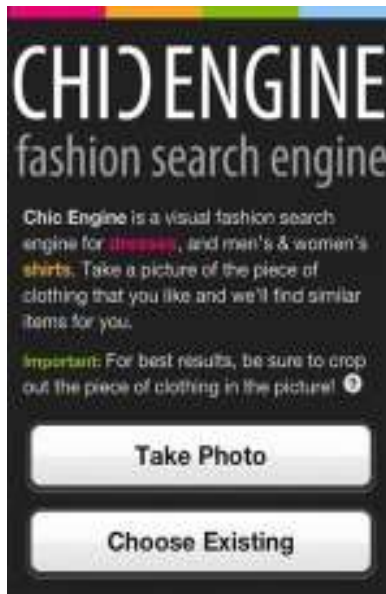 CHIC ENGINE
fashion search engine
Chic Engine is a visual fashion search
engine for dresses, and men's & women's
shirts. Take a picture of the piece of
clothing that you like and we'll find similar
items for you.
Important: For best results, be sure to crop
out the piece of clothing in the picture! ?
Take Photo
Choose Existing